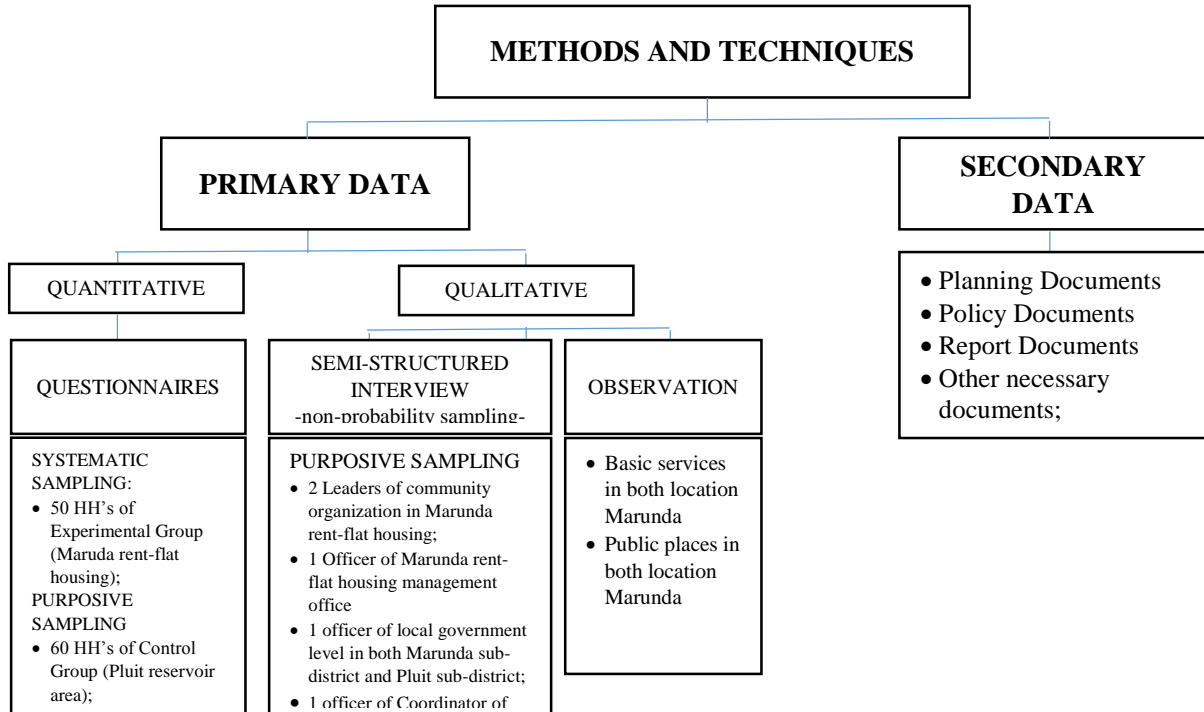 METHODS AND TECHNIQUES
PRIMARY DATA
SECONDARY
DATA
QUANTITATIVE
QUALITATIVE
• Planning Documents
• Policy Documents
• Report Documents
• Other necessary
documents;
QUESTIONNAIRES
SEMI-STRUCTURED
INTERVIEW
-non-probability sampling-
OBSERVATION
SYSTEMATIC
SAMPLING:
• 50 HH's of
Experimental Group
(Maruda rent-flat
housing);
PURPOSIVE
SAMPLING
• 60 HH's of Control
Group (Pluit reservoir
area);
PURPOSIVE SAMPLING
• 2 Leaders of community
organization in Marunda
rent-flat housing;
• 1 Officer of Marunda rent-
flat housing management
office
• 1 officer of local government
level in both Marunda sub-
district and Pluit sub-district;
• 1 officer of Coordinator of
• Basic services
in both location
Marunda
• Public places in
both location
Marunda